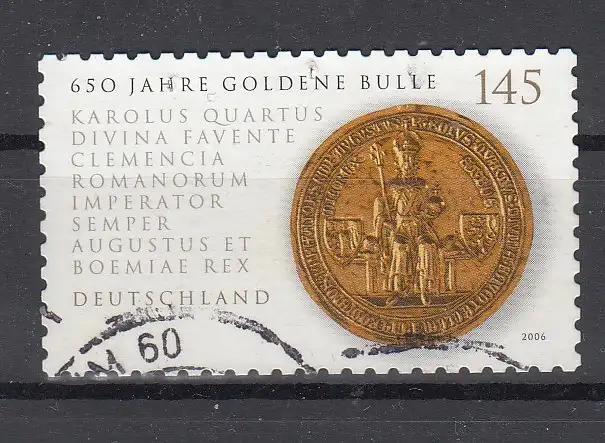 650 JAHRE GOLDENE BULLE
145
KAROLUS QUARTUS
DIVINA FAVENTE
CLEMENCIA
ROMANORUM
IMPERATOR
SEMPER
AUGUSTUS ET
BOEMIAE REX
DEUTSCHLAND
2006
60